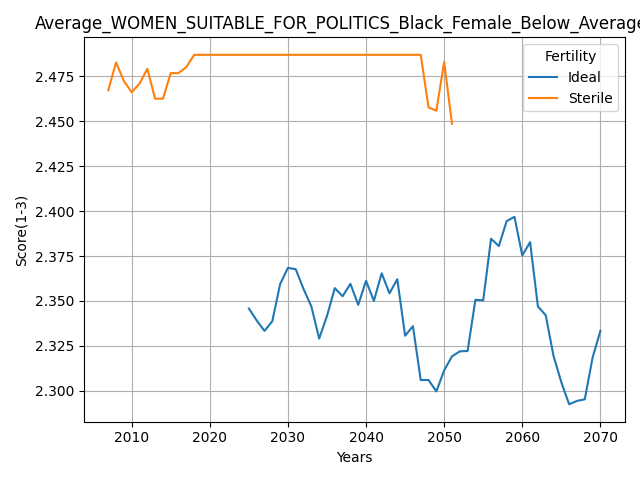 Average_WOMEN_SUITABLE_FOR_POLITICS_Black_Female_Below_Average
Fertility
Ideal
Sterile
Score(1-3)
2.475
2.450
2.425
2.400
2.375
2.350
2.325
2.300
2010 2020 2030 2040 2050 2060 2070
Years